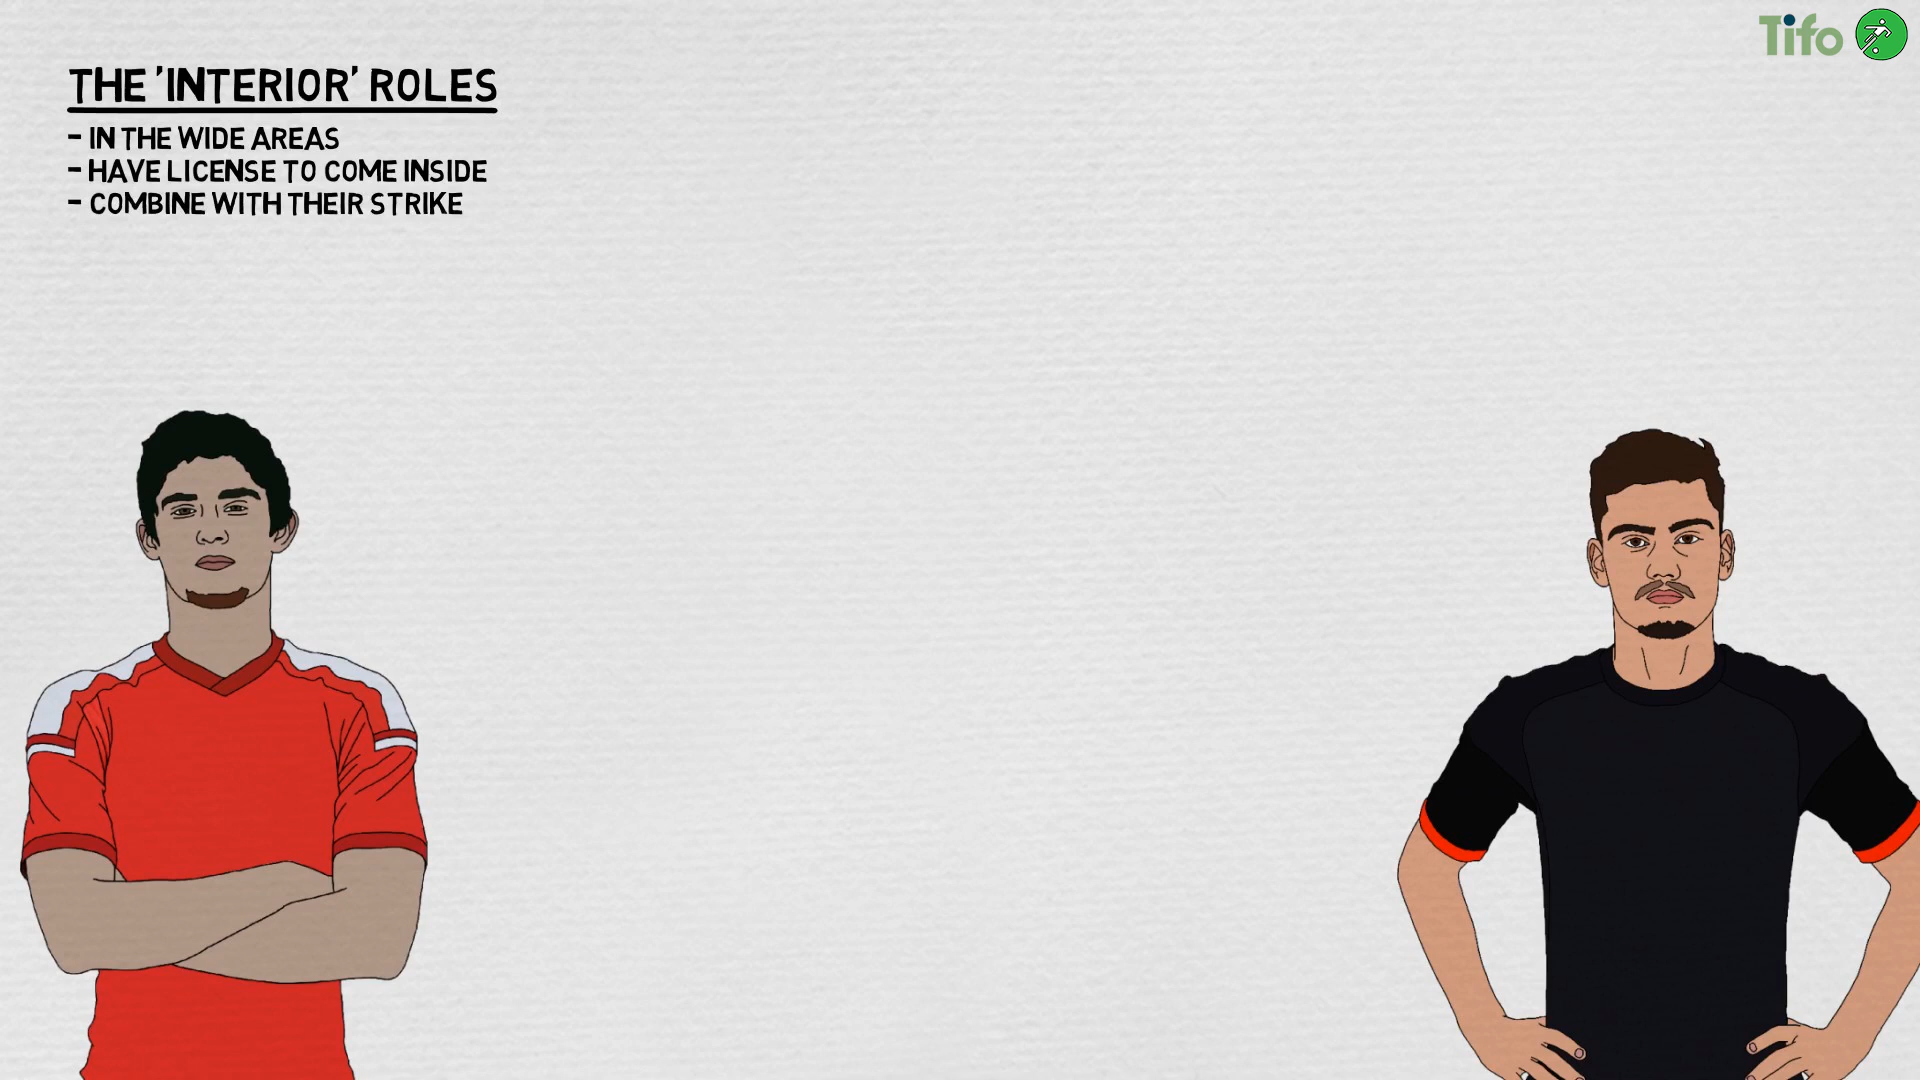 Tifo
THE 'INTERIOR' ROLES
- IN THE WIDE AREAS
- HAVE LICENSE TO COME INSIDE
- COMBINE WITH THEIR STRIKE